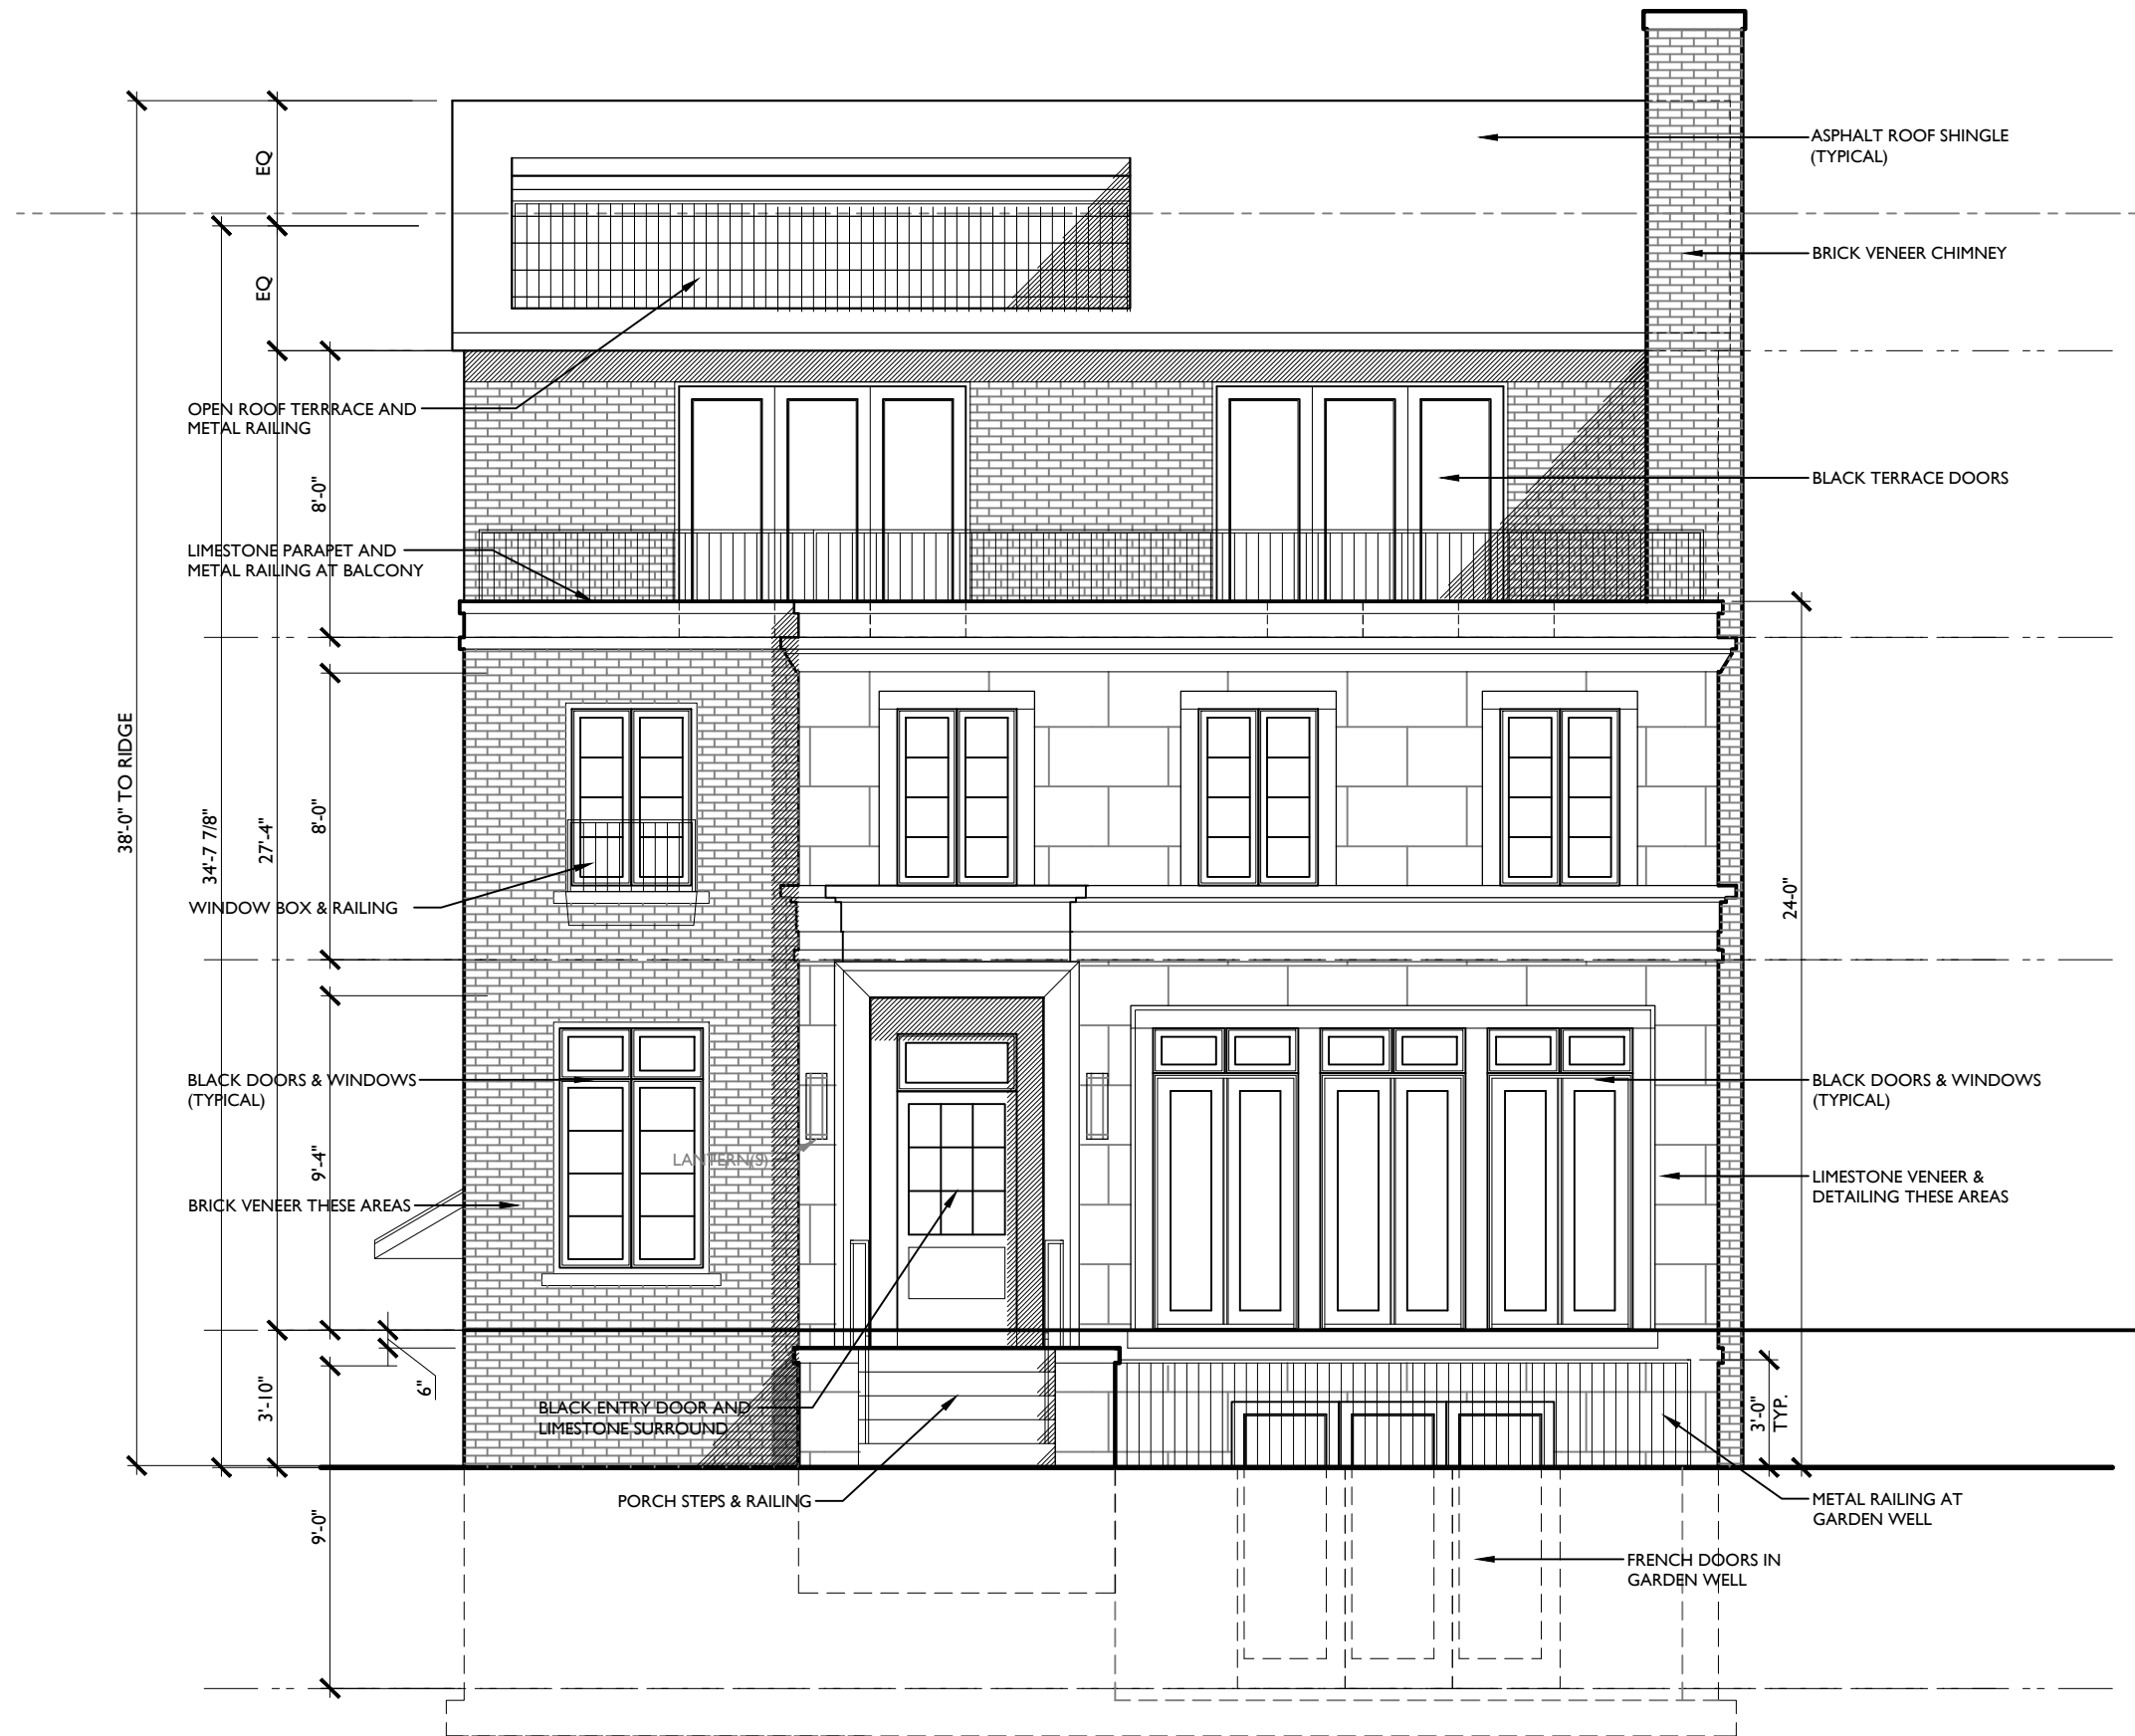 ASPHALT ROOF SHINGLE
(TYPICAL)
EQ
BRICK VENEER CHIMNEY
EQ
OPEN ROOF TERRRACE AND
METAL RAILING
BLACK TERRACE DOORS
8'-0"
LIMESTONE PARAPET AND
METAL RAILING AT BALCONY
38'-0" TO RIDGE
34'-7 7/8"
27'-4"
8'-0"
24-0"
WINDOW BOX & RAILING
BLACK DOORS & WINDOWS
(TYPICAL)
BLACK DOORS & WINDOWS
(TYPICAL)
LANTERN(S)
9'-4"
LIMESTONE VENEER &
DETAILING THESE AREAS
BRICK VENEER THESE AREAS
6"
3'-10"
BLACK ENTRY DOOR AND
LIMESTONE SURROUND
3'-0"
TYP.
PORCH STEPS & RAILING
METAL RAILING AT
GARDEN WELL
9'-0"
FRENCH DOORS IN
GARDEN WELL